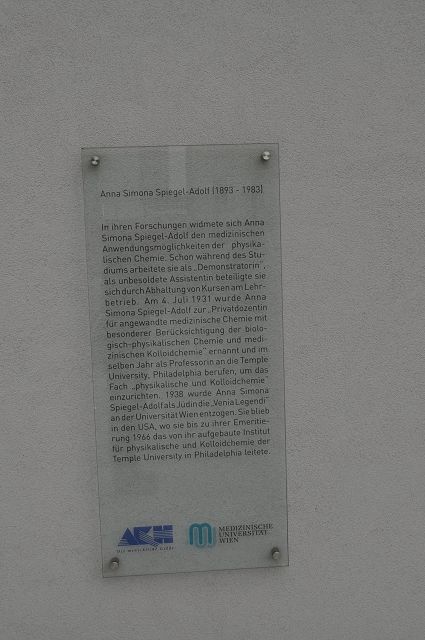 Anna Simona Spiegel-Adolf (1893 - 1983)
In ihren Forschungen widmete sich Anna
Simona Spiegel-Adolf den medizinischen
Anwendungsmöglichkeiten der physika-
lischen Chemie. Schon während des Stu-
diums arbeitete sie als „Demonstratorin",
als unbesoldete Assistentin beteiligte sie
sich durch Abhaltung von Kursen am Lehr-
betrieb. Am 4. Juli 1931 wurde Anna
Simona Spiegel-Adolf zur „Privatdozentin
für angewandte medizinische Chemie mit
besonderer Berücksichtigung der biolo-
gisch-physikalischen Chemie und medi-
zinischen Kolloidchemie" ernannt und im
selben Jahr als Professorin an die Temple
University, Philadelphia berufen, um das
Fach „physikalische und Kolloidchemie"
einzurichten. 1938 wurde Anna Simona
Spiegel-Adolf als Jüdin die „Venia Legendi"
an der Universität Wien entzogen. Sie blieb
in den USA, wo sie bis zu ihrer Emeritie-
rung 1966 das von ihr aufgebaute Institut
für physikalische und Kolloidchemie der
Temple University in Philadelphia leitete.
AKH
MEDIZINISCHE
UNIVERSITÄT
WIEN